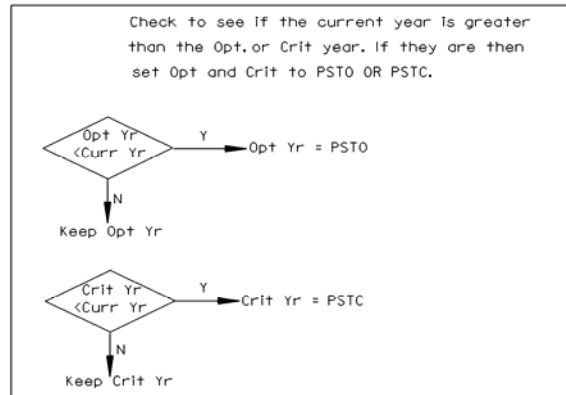 Check to see if the current year is greater
than the Opt. or Crit year. If they are then
set Opt and Crit to PSTO OR PSTC.
Opt Yr
<Curr Yr
Y
Opt Yr = PSTO
N
Keep Opt Yr
Crit Yr
<Curr Yr
Y
Crit Yr = PSTC
N
Keep Crit Yr